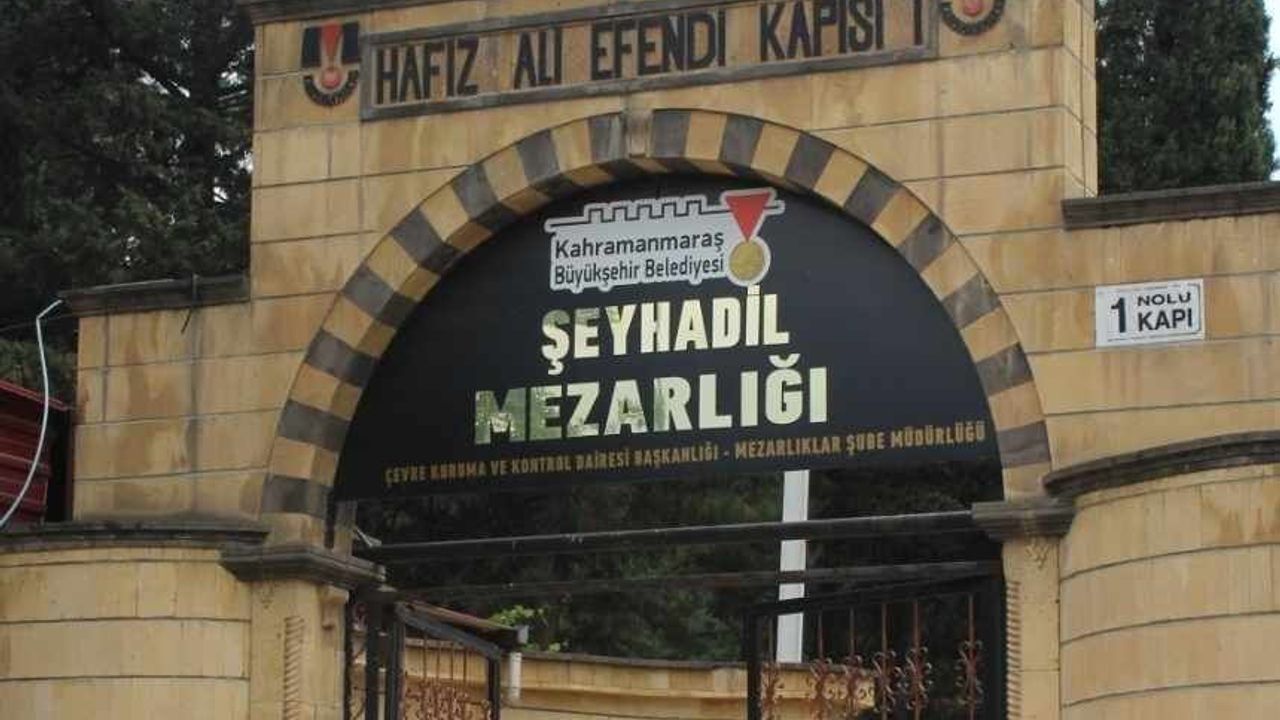 HAFIZ ALİ EFENDİ KAPISI 1
Kahramanmaraş
Büyükşehir Belediyesi
ŞEYHADİL
MEZARLIĞI
ÇEVRE KORUMA VE KONTROL DAİRESİ BAŞKANLIĞI - MEZARLIKLAR ŞUBE MÜDÜRLÜĞÜ
1 NOLU
KAPI